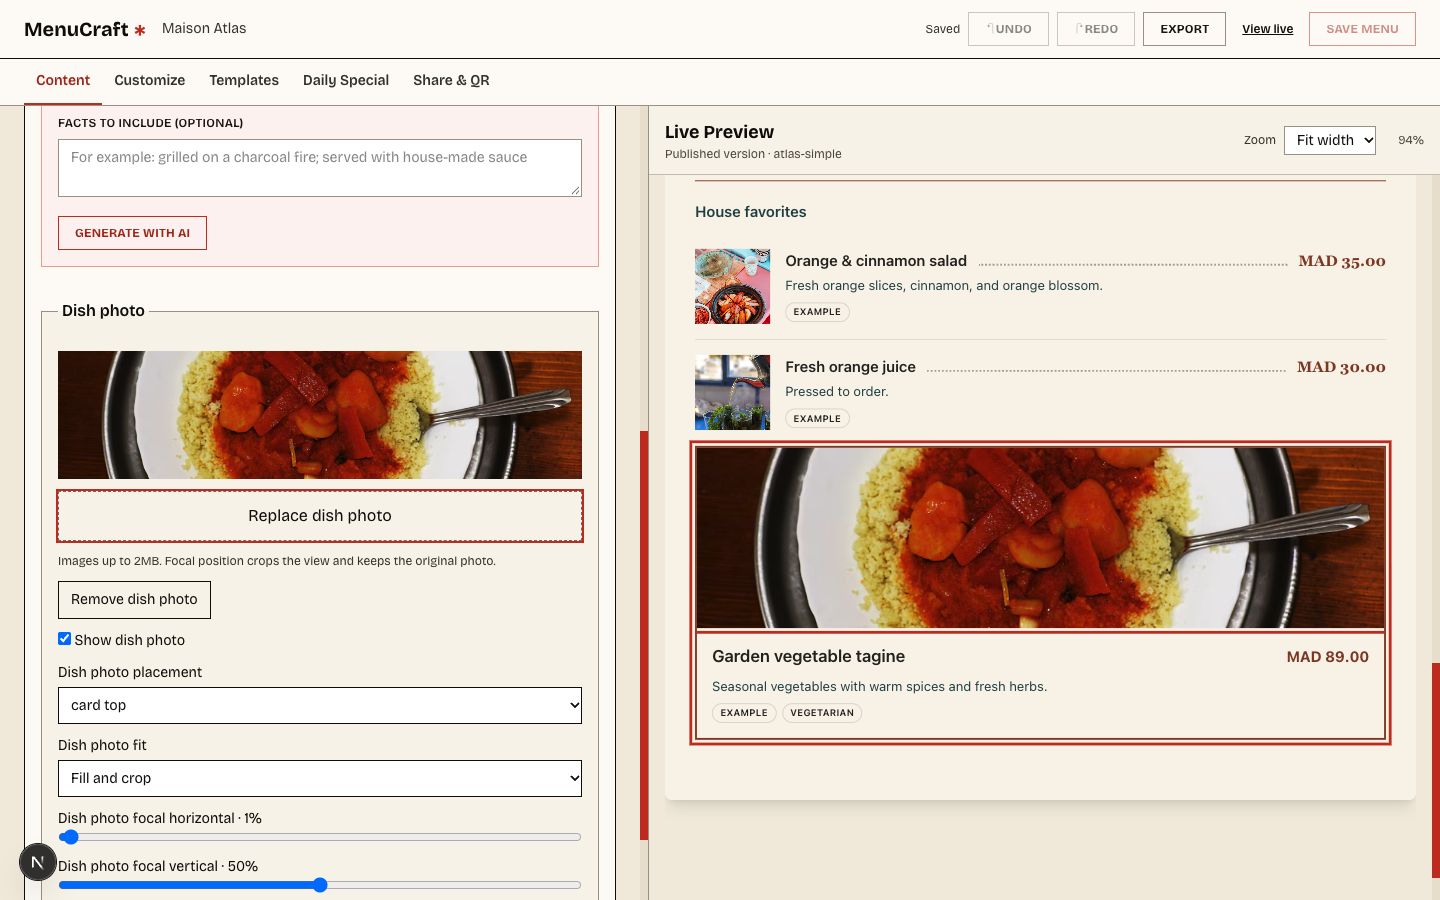 MenuCraft *
Maison Atlas
Saved
UNDO
REDO
EXPORT
View live
SAVE MENU
Content
Customize
Templates
Daily Special
Share & QR
FACTS TO INCLUDE (OPTIONAL)
For example: grilled on a charcoal fire; served with house-made sauce
GENERATE WITH AI
Dish photo
Replace dish photo
Images up to 2MB. Focal position crops the view and keeps the original photo.
Remove dish photo
Show dish photo
Dish photo placement
card top
Dish photo fit
Fill and crop
Dish photo focal horizontal · 1%
N
Dish photo focal vertical · 50%
Live Preview
Published version · atlas-simple
Zoom
Fit width
94%
House favorites
Orange & cinnamon salad MAD 35.00
Fresh orange slices, cinnamon, and orange blossom.
EXAMPLE
Fresh orange juice MAD 30.00
Pressed to order.
EXAMPLE
Garden vegetable tagine MAD 89.00
Seasonal vegetables with warm spices and fresh herbs.
EXAMPLE VEGETARIAN